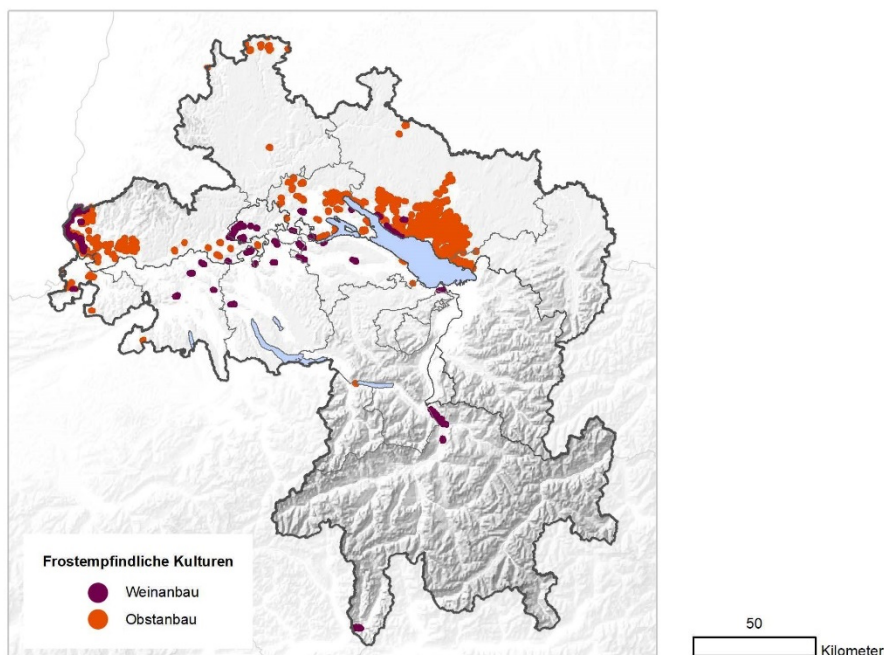 Frostempfindliche Kulturen
Weinanbau
Obstanbau
50
Kilometer